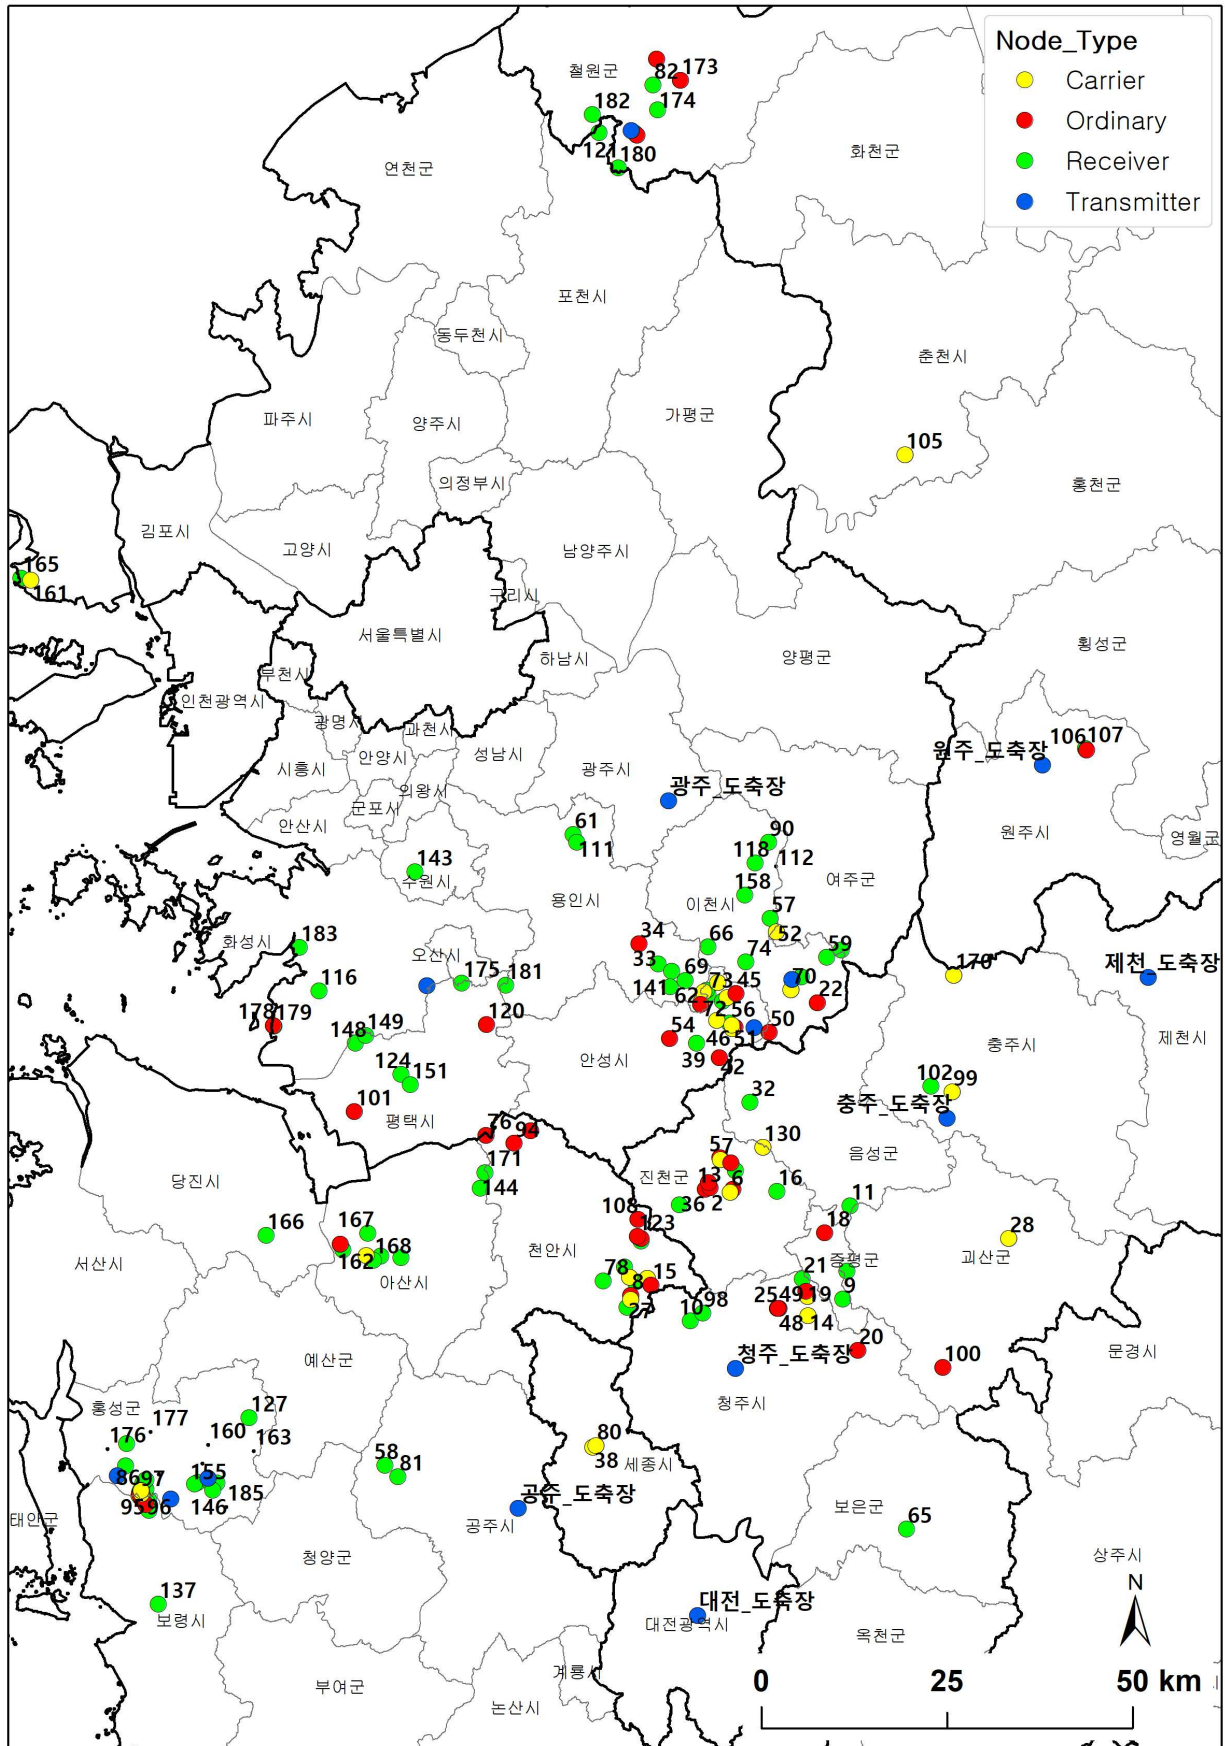 Node_Type
Carrier
Ordinary
Receiver
Transmitter
철원군
82
173
182
174
121
180
연천군
화천군
포천시
동두천시
춘천시
파주시
양주시
가평군
105
의정부시
홍천군
김포시
고양시
남양주시
165
161
구리시
서울특별시
하남시
양평군
횡성군
부천시
인천광역시
광명시
과천시
106
107
원주_도축장
시흥시
안양시
성남시
광주시
광주_도축장
의왕시
군포시
안산시
61
111
90
원주시
영월군
143
수원시
118
112
여주군
용인시
158
이천시
57
52
화성시
183
오산시
34
66
59
33
74
170
제천_도축장
116
175
181
69
73
45
70
141
62
22
178
179
120
72
56
50
148
149
54
46
51
안성시
충주시
제천시
39
42
124
151
102
99
101
평택시
32
충주_도축장
76
94
130
57
음성군
171
당진시
진천군
13
6
16
144
36
2
11
108
166
167
123
18
28
천안시
162
168
서산시
아산시
증평군
괴산군
78
8
15
21
9
25
49
19
27
10
98
48
14
예산군
청주_도축장
20
100
문경시
청주시
홍성군
127
177
176
160
163
80
38
58
81
세종시
86
97
155
185
95
96
146
공주_도축장
보은군
태안군
공주시
65
청양군
상주시
137
보령시
N
대전_도축장
대전광역시
옥천군
계룡시
부여군
논산시
0
25
50 km